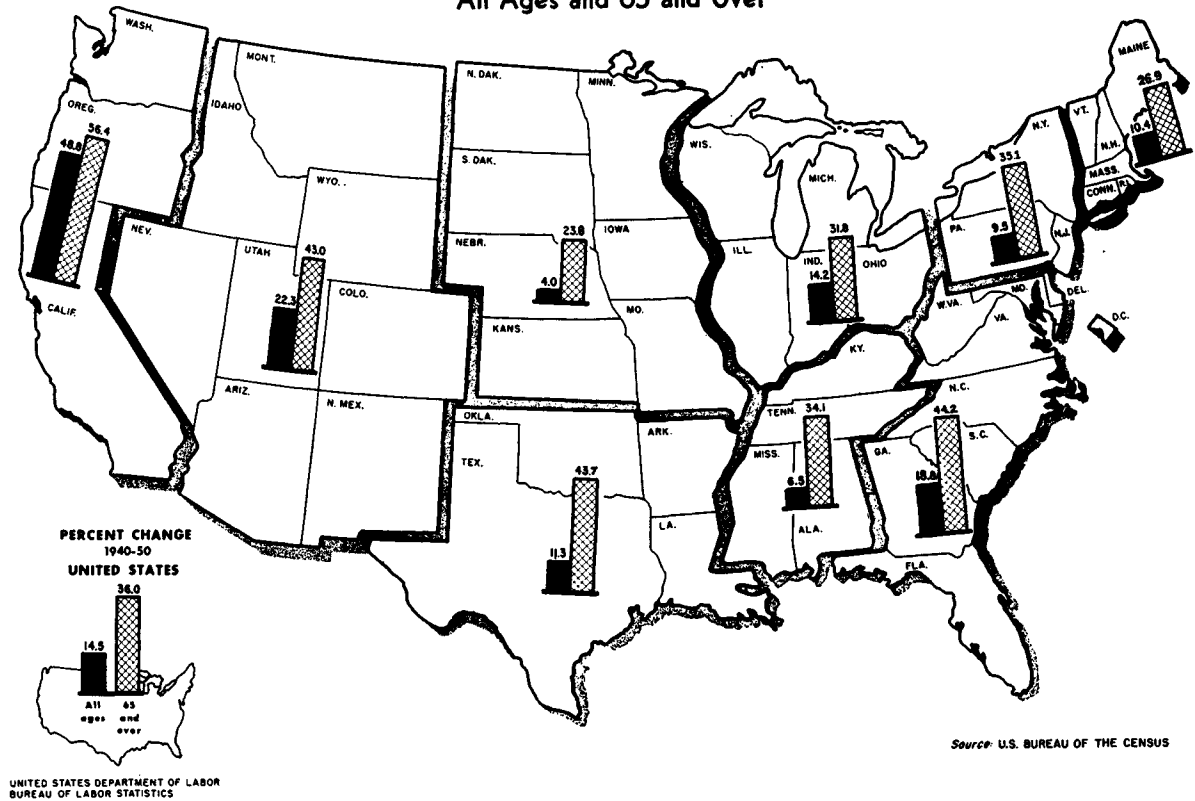 All Ages and 65 and Over
WASH.
MONT.
N. DAK.
MINN.
MAINE
26.9
10.4
IDAHO
OREG.
56.4
48.8
S. DAK.
WIS.
MICH.
N.Y.
VT.
N.H.
MASS.
CONN.
R.I.
35.1
9.5
WYO.
NEV.
UTAH
43.0
22.3
COLO.
NEBR.
23.8
4.0
IOWA
ILL.
IND.
31.8
14.2
OHIO
PA.
N.J.
MD.
DEL.
D.C.
W.VA.
VA.
CALIF.
KANS.
MO.
KY.
ARIZ.
N. MEX.
OKLA.
ARK.
TENN.
34.1
6.5
N.C.
44.2
S.C.
GA.
TEX.
43.7
11.3
LA.
MISS.
ALA.
FLA.
PERCENT CHANGE
1940-50
UNITED STATES
36.0
14.5
All ages
65 and over
Source: U.S. BUREAU OF THE CENSUS
UNITED STATES DEPARTMENT OF LABOR
BUREAU OF LABOR STATISTICS